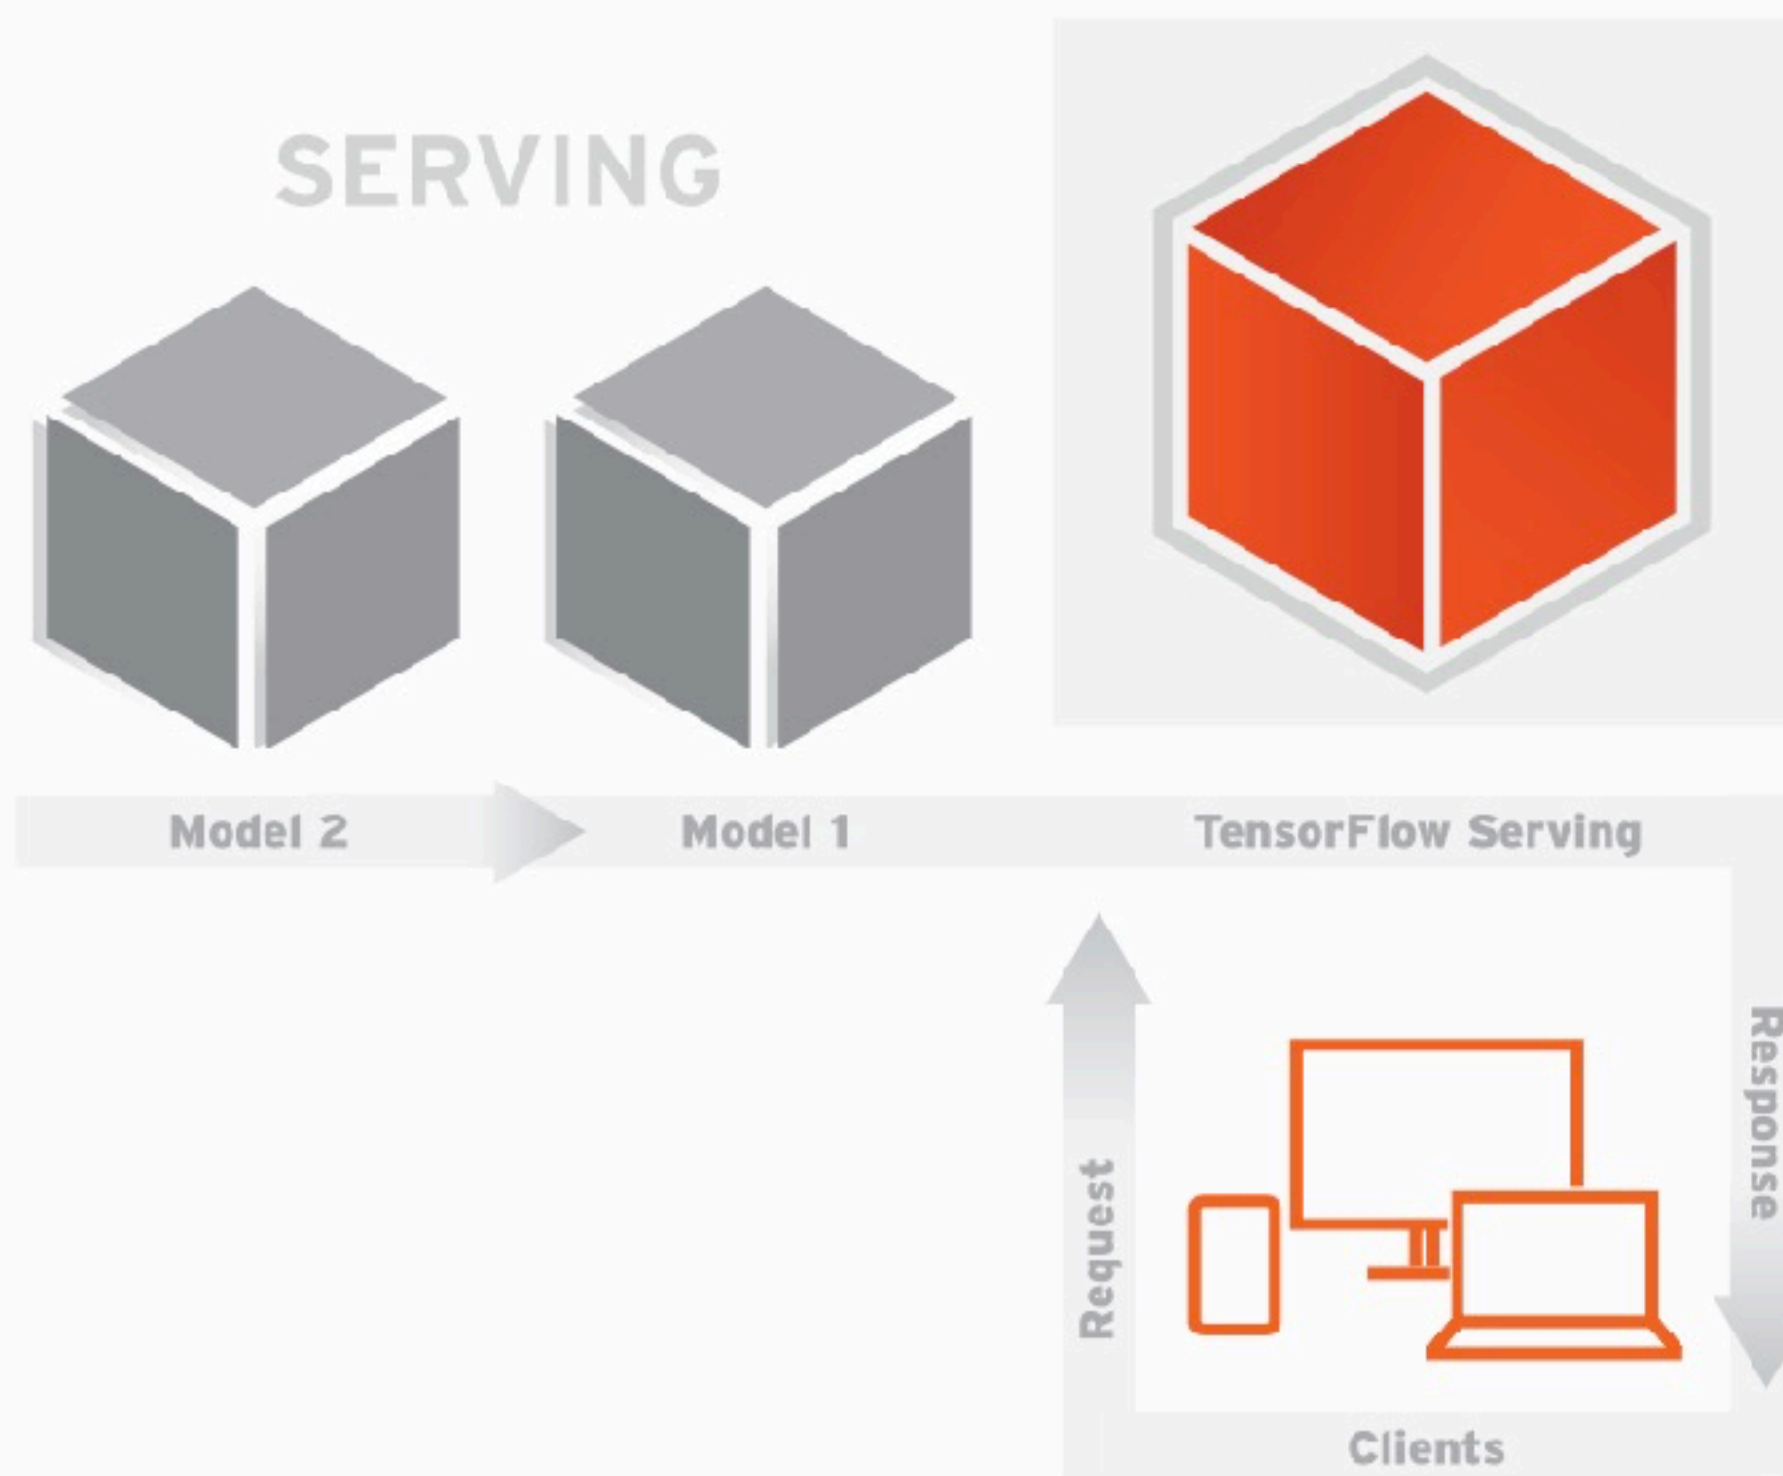 SERVING
Model 2
Model 1
TensorFlow Serving
Request
Response
Clients